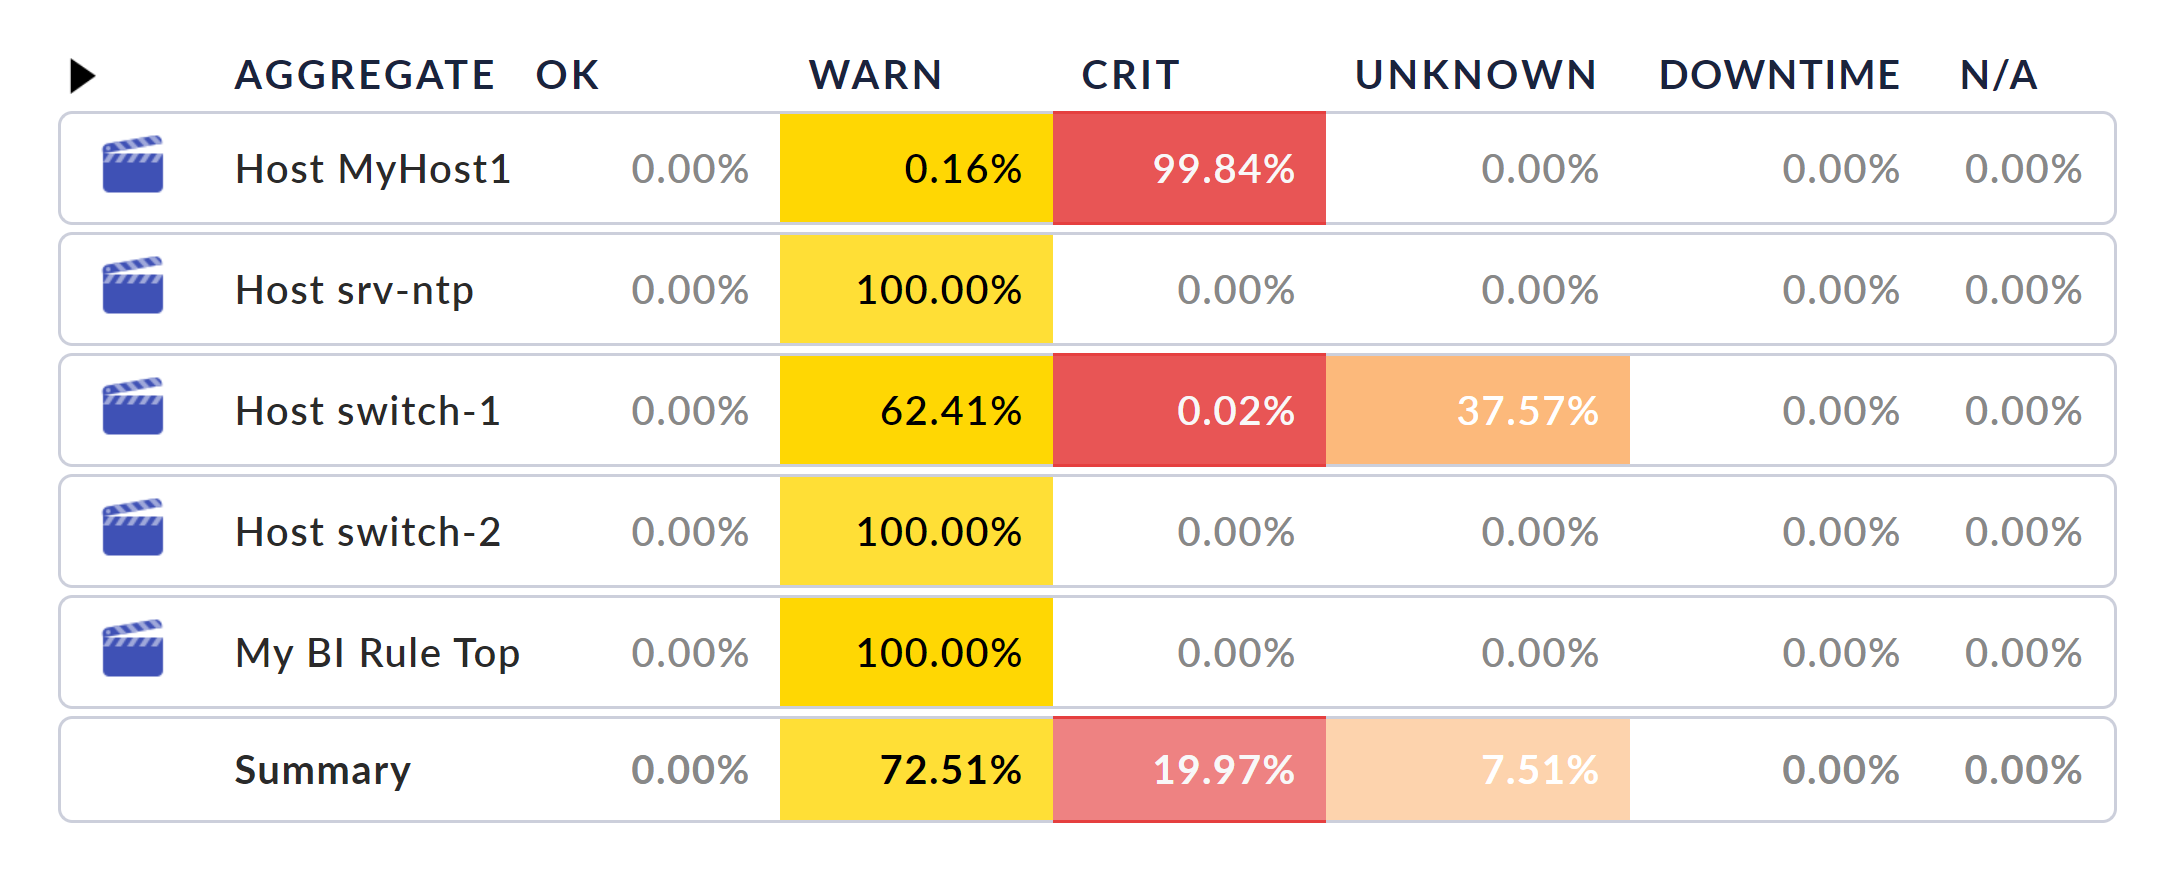 AGGREGATE OK WARN CRIT UNKNOWN DOWNTIME N/A
Host MyHost1 0.00% 0.16% 99.84% 0.00% 0.00% 0.00%
Host srv-ntp 0.00% 100.00% 0.00% 0.00% 0.00% 0.00%
Host switch-1 0.00% 62.41% 0.02% 37.57% 0.00% 0.00%
Host switch-2 0.00% 100.00% 0.00% 0.00% 0.00% 0.00%
My BI Rule Top 0.00% 100.00% 0.00% 0.00% 0.00% 0.00%
Summary 0.00% 72.51% 19.97% 7.51% 0.00% 0.00%